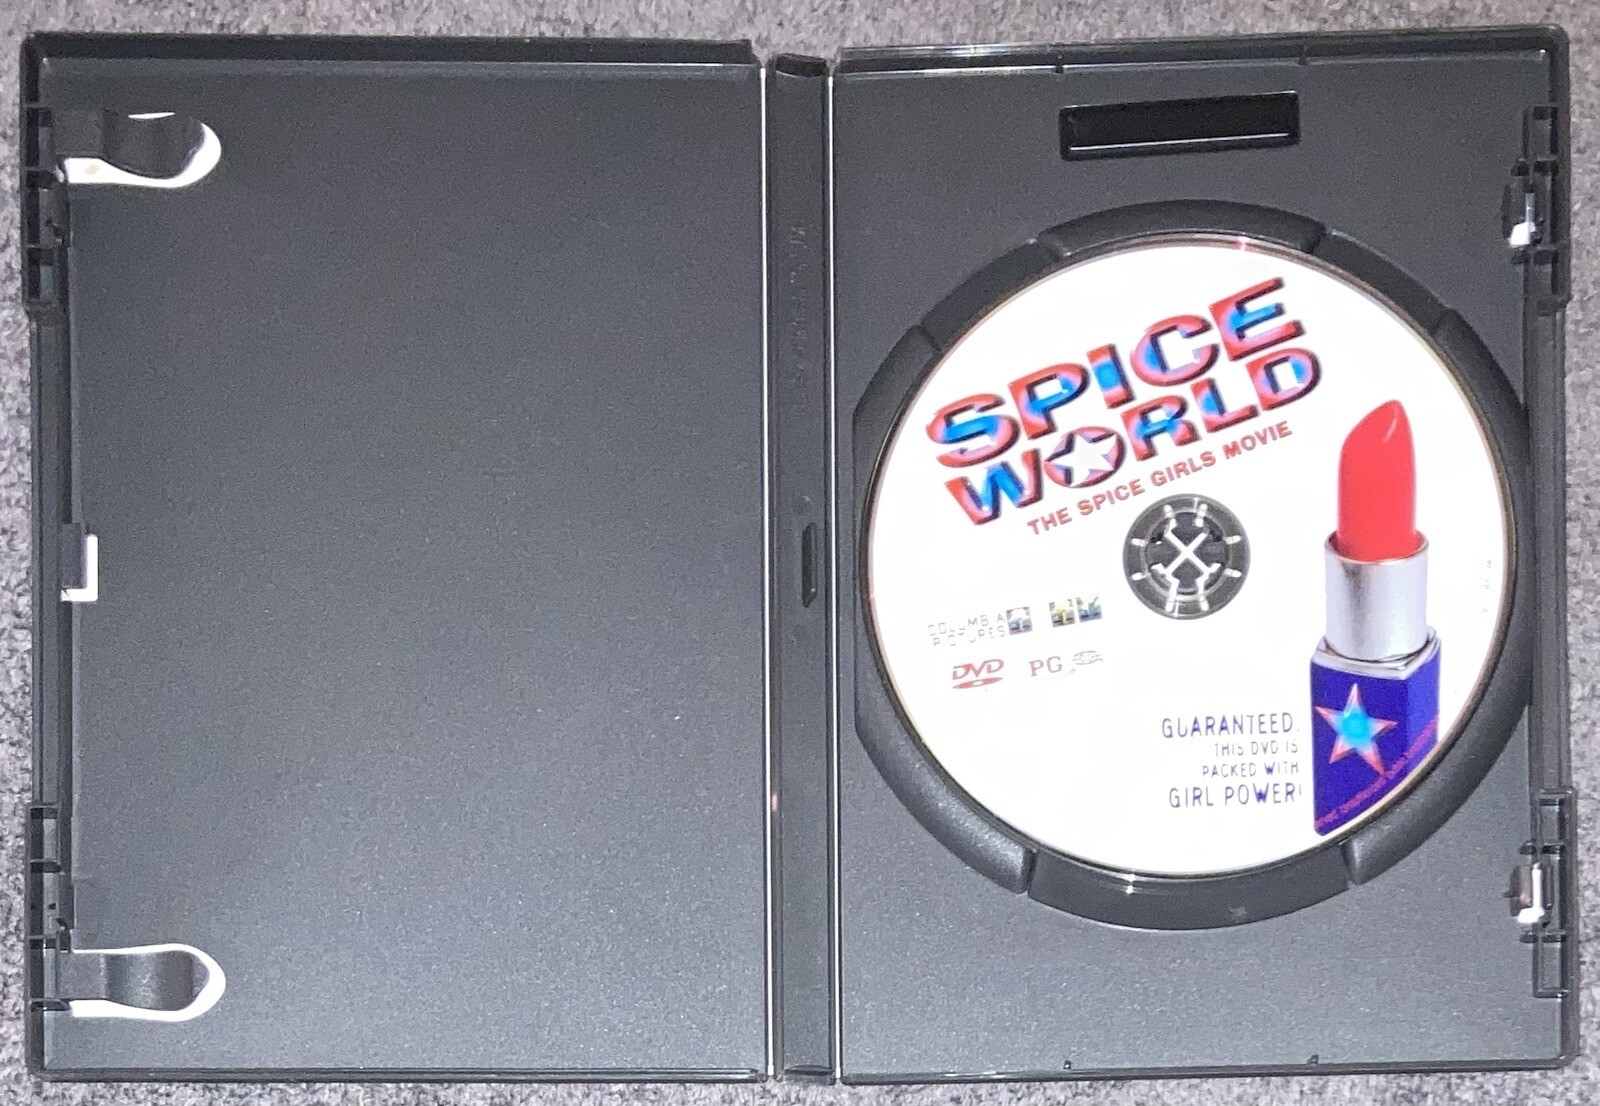 SPICE
WORLD
THE SPICE GIRLS MOVIE
COLUMBIA
PICTURES
DVD
PG
GUARANTEED.
THIS DVD IS
PACKED WITH
GIRL POWER!